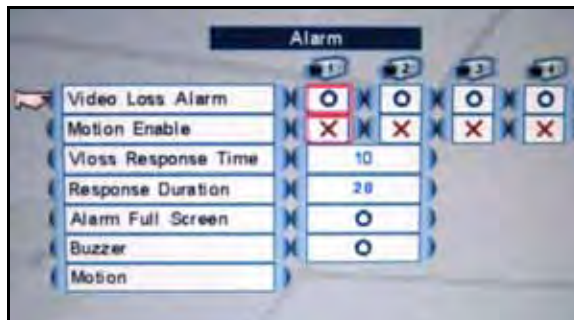 Alarm
1 2 3 4
Video Loss Alarm O O O O
Motion Enable X X X X
Vloss Response Time 10
Response Duration 20
Alarm Full Screen O
Buzzer O
Motion